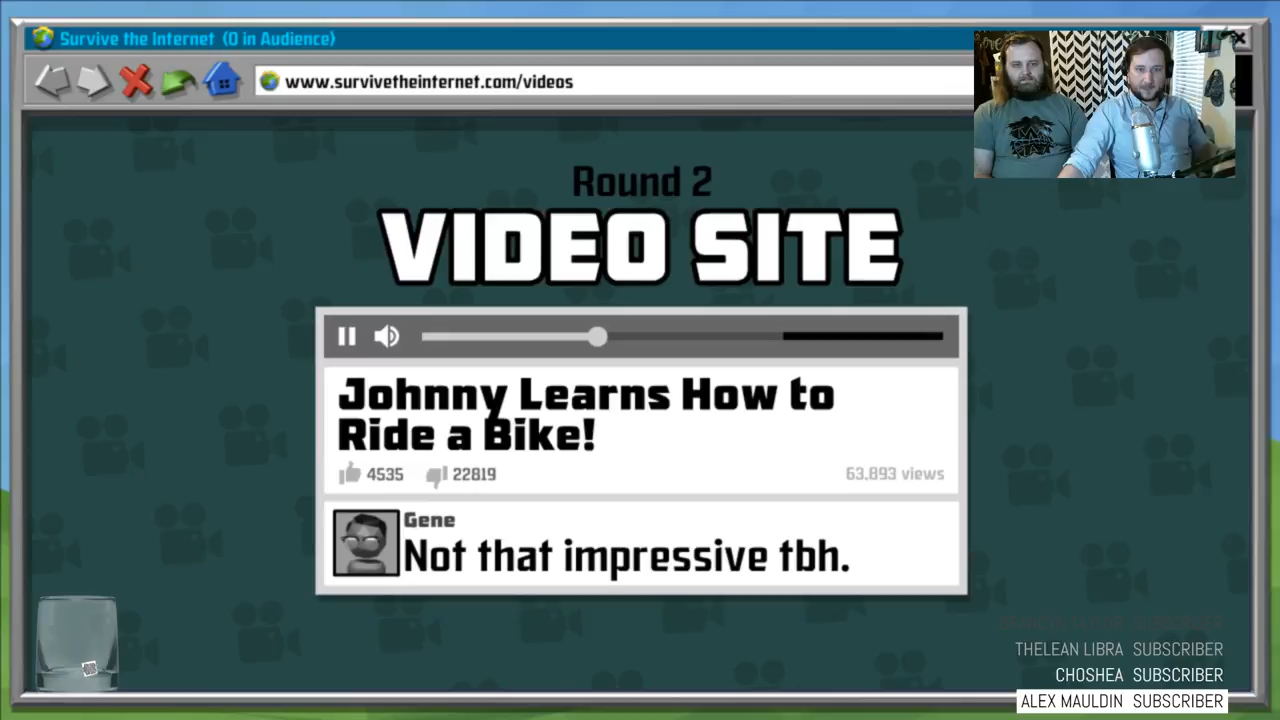 Survive the Internet (0 in Audience)
www.survivetheinternet.com/videos
Round 2
VIDEO SITE
Johnny Learns How to
Ride a Bike!
4535 22819 63,893 views
Gene
Not that impressive tbh.
THELEAN LIBRA SUBSCRIBER
CHOSHEA SUBSCRIBER
ALEX MAULDIN SUBSCRIBER